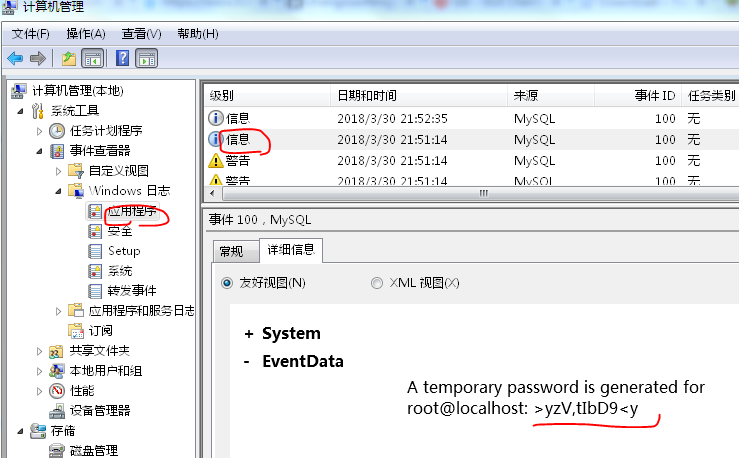 计算机管理
文件(F) 操作(A) 查看(V) 帮助(H)
计算机管理(本地)
系统工具
任务计划程序
事件查看器
自定义视图
Windows 日志
应用程序
安全
Setup
系统
转发事件
应用程序和服务日志
订阅
共享文件夹
本地用户和组
性能
设备管理器
存储
磁盘管理
级别 日期和时间 来源 事件 ID 任务类别
信息 2018/3/30 21:52:35 MySQL 100 无
信息 2018/3/30 21:51:14 MySQL 100 无
警告 2018/3/30 21:51:14 MySQL 100 无
警告 2018/3/30 21:51:14 MySQL 100 无
事件 100，MySQL
常规 详细信息
友好视图(N) XML 视图(X)
+ System
- EventData
A temporary password is generated for
root@localhost: >yzV,tIbD9<y